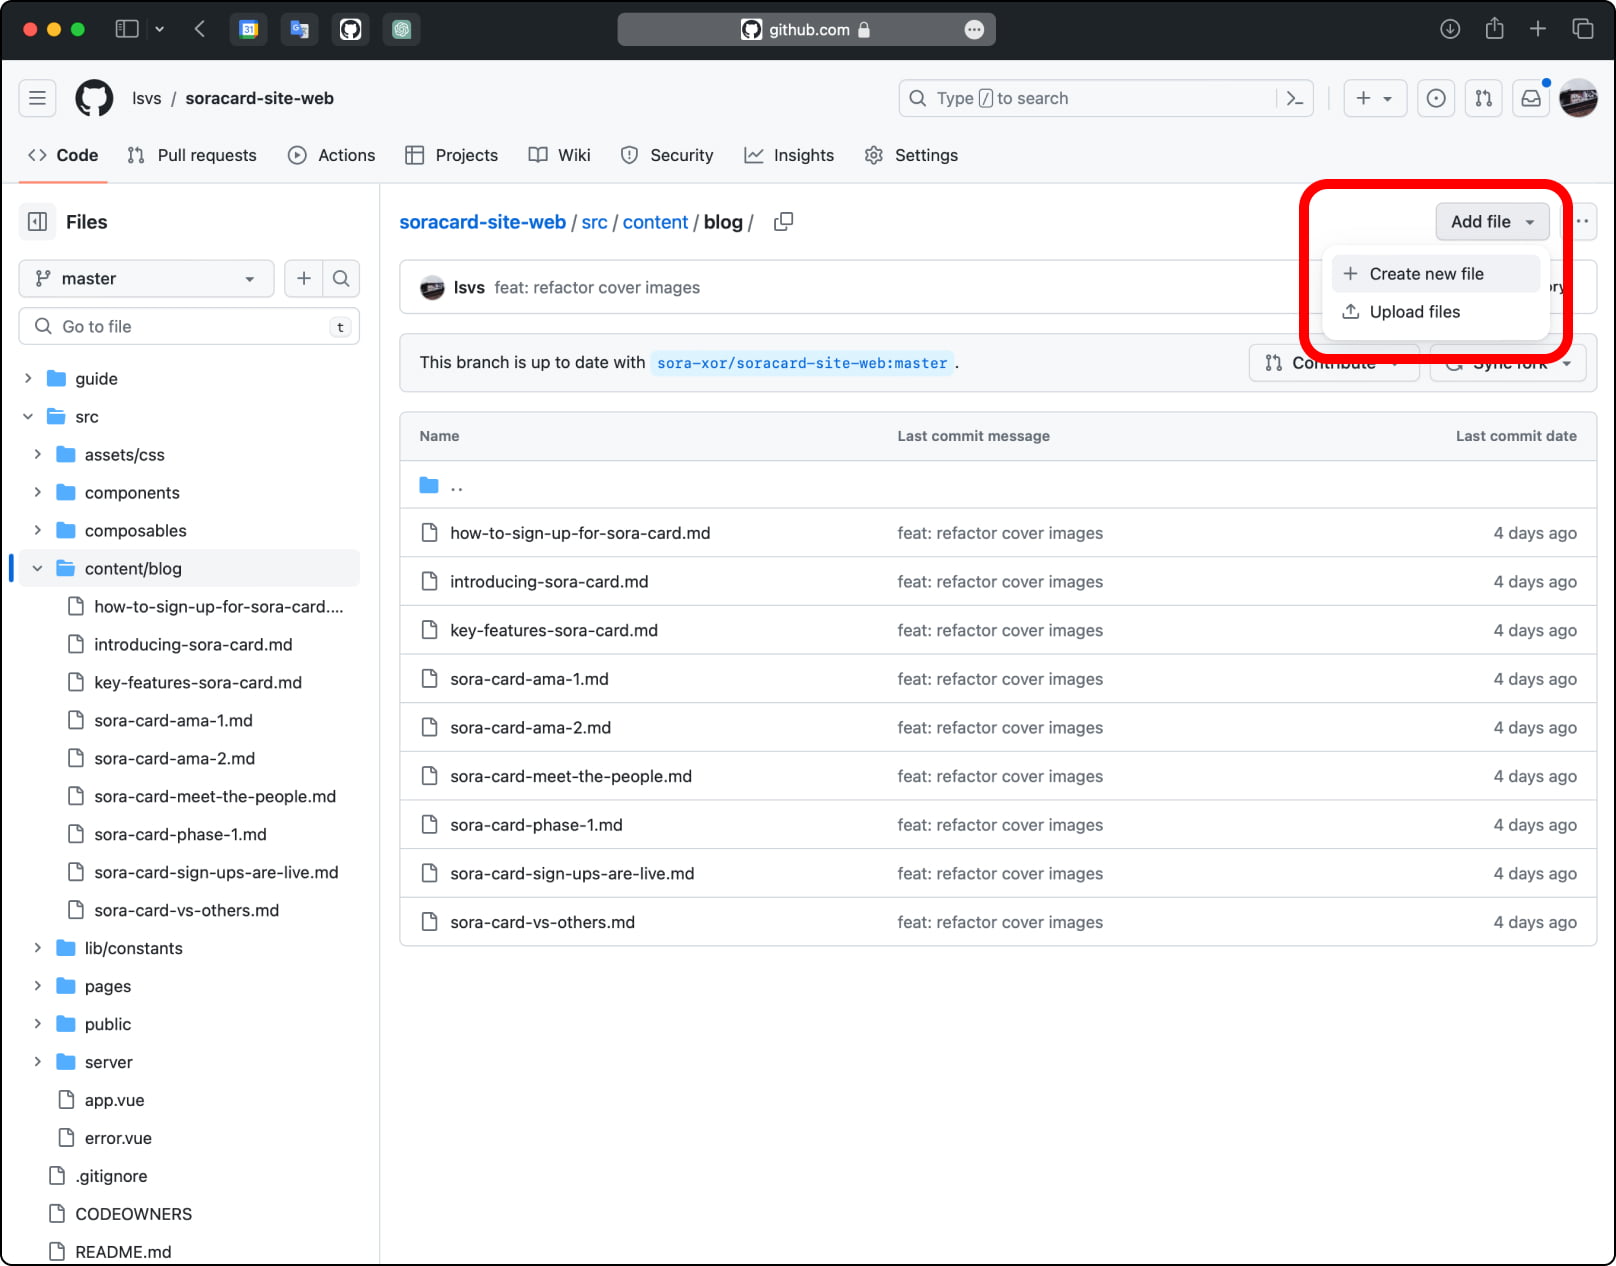 31
G
github.com
lsvs / soracard-site-web
Type / to search
Code Pull requests Actions Projects Wiki Security Insights Settings
Files
master
Go to file t
guide
src
assets/css
components
composables
content/blog
how-to-sign-up-for-sora-card....
introducing-sora-card.md
key-features-sora-card.md
sora-card-ama-1.md
sora-card-ama-2.md
sora-card-meet-the-people.md
sora-card-phase-1.md
sora-card-sign-ups-are-live.md
sora-card-vs-others.md
lib/constants
pages
public
server
app.vue
error.vue
.gitignore
CODEOWNERS
README.md
soracard-site-web / src / content / blog /
Add file
Create new file
Upload files
lsvs feat: refactor cover images
This branch is up to date with sora-xor/soracard-site-web:master .
Contribute Sync fork
Name Last commit message Last commit date
..
how-to-sign-up-for-sora-card.md feat: refactor cover images 4 days ago
introducing-sora-card.md feat: refactor cover images 4 days ago
key-features-sora-card.md feat: refactor cover images 4 days ago
sora-card-ama-1.md feat: refactor cover images 4 days ago
sora-card-ama-2.md feat: refactor cover images 4 days ago
sora-card-meet-the-people.md feat: refactor cover images 4 days ago
sora-card-phase-1.md feat: refactor cover images 4 days ago
sora-card-sign-ups-are-live.md feat: refactor cover images 4 days ago
sora-card-vs-others.md feat: refactor cover images 4 days ago